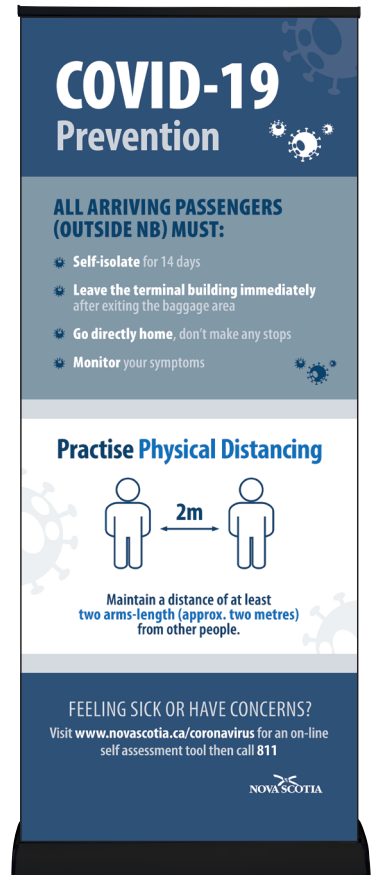 COVID-19
Prevention
ALL ARRIVING PASSENGERS
(OUTSIDE NB) MUST:
Self-isolate for 14 days
Leave the terminal building immediately
after exiting the baggage area
Go directly home, don't make any stops
Monitor your symptoms
Practise Physical Distancing
2m
Maintain a distance of at least
two arms-length (approx. two metres)
from other people.
FEELING SICK OR HAVE CONCERNS?
Visit www.novascotia.ca/coronavirus for an on-line
self assessment tool then call 811
NOVA SCOTIA